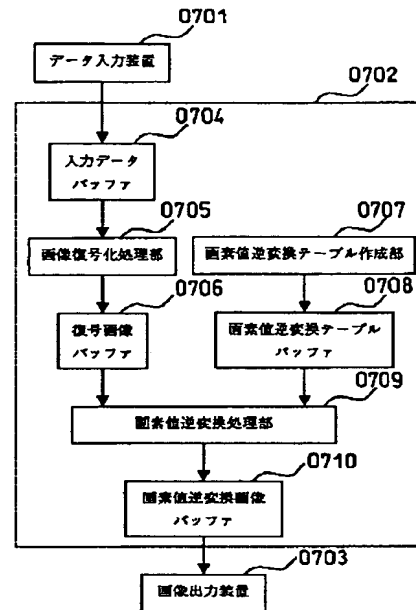 0701
データ入力装置
0702
0704
入力データ
バッファ
0705
0707
画像復号化処理部
画素値逆変換テーブル作成部
0706
0708
復号画像
バッファ
画素値逆変換テーブル
バッファ
0709
画素値逆変換処理部
0710
画素値逆変換画像
バッファ
0703
画像出力装置